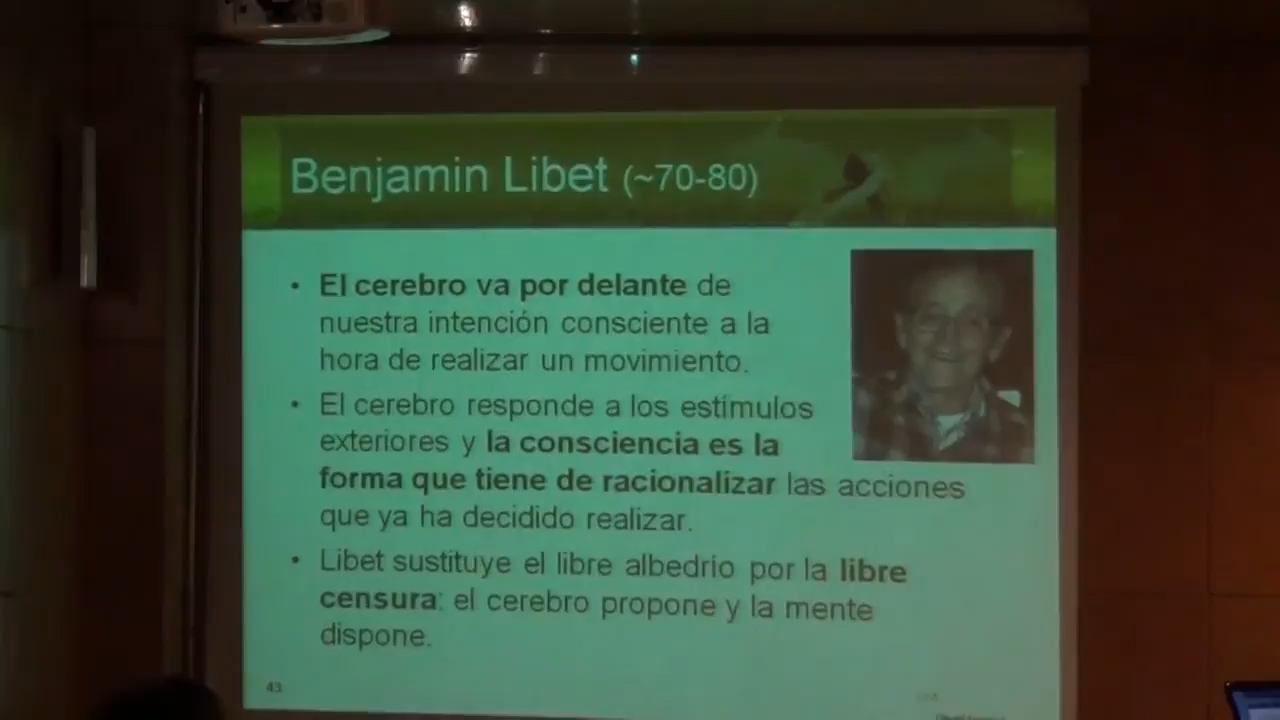 Benjamin Libet (~70-80)
• El cerebro va por delante de
nuestra intención consciente a la
hora de realizar un movimiento.
• El cerebro responde a los estímulos
exteriores y la consciencia es la
forma que tiene de racionalizar las acciones
que ya ha decidido realizar.
• Libet sustituye el libre albedrio por la libre
censura: el cerebro propone y la mente
dispone.
43